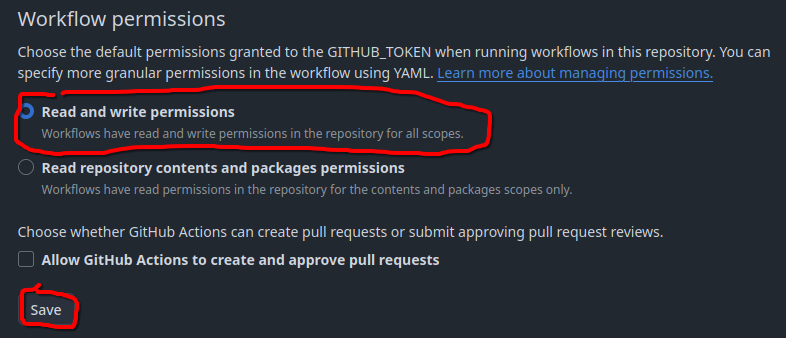 Workflow permissions
Choose the default permissions granted to the GITHUB_TOKEN when running workflows in this repository. You can
specify more granular permissions in the workflow using YAML. Learn more about managing permissions.
Read and write permissions
Workflows have read and write permissions in the repository for all scopes.
Read repository contents and packages permissions
Workflows have read permissions in the repository for the contents and packages scopes only.
Choose whether GitHub Actions can create pull requests or submit approving pull request reviews.
Allow GitHub Actions to create and approve pull requests
Save